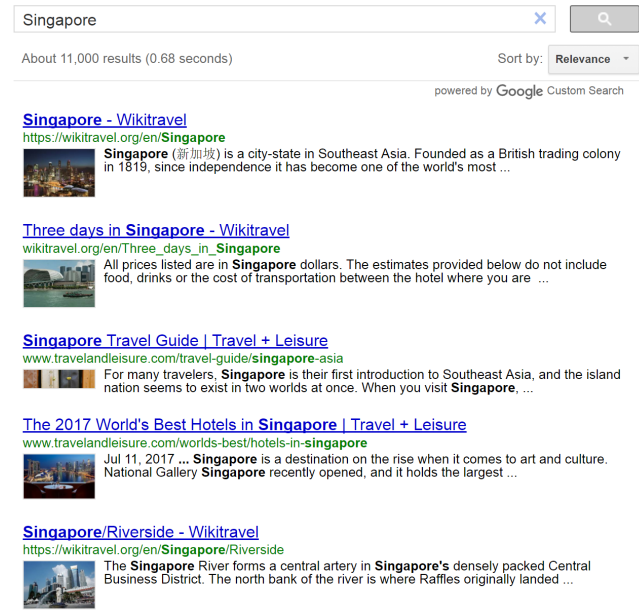 Singapore
About 11,000 results (0.68 seconds)
Sort by: Relevance
powered by Google Custom Search
Singapore - Wikitravel
https://wikitravel.org/en/Singapore
Singapore (新加坡) is a city-state in Southeast Asia. Founded as a British trading colony
in 1819, since independence it has become one of the world's most ...
Three days in Singapore - Wikitravel
wikitravel.org/en/Three_days_in_Singapore
All prices listed are in Singapore dollars. The estimates provided below do not include
food, drinks or the cost of transportation between the hotel where you are ...
Singapore Travel Guide | Travel + Leisure
www.travelandleisure.com/travel-guide/singapore-asia
For many travelers, Singapore is their first introduction to Southeast Asia, and the island
nation seems to exist in two worlds at once. When you visit Singapore, ...
The 2017 World's Best Hotels in Singapore | Travel + Leisure
www.travelandleisure.com/worlds-best/hotels-in-singapore
Jul 11, 2017 ... Singapore is a destination on the rise when it comes to art and culture.
National Gallery Singapore recently opened, and it holds the largest ...
Singapore/Riverside - Wikitravel
https://wikitravel.org/en/Singapore/Riverside
The Singapore River forms a central artery in Singapore's densely packed Central
Business District. The north bank of the river is where Raffles originally landed ...